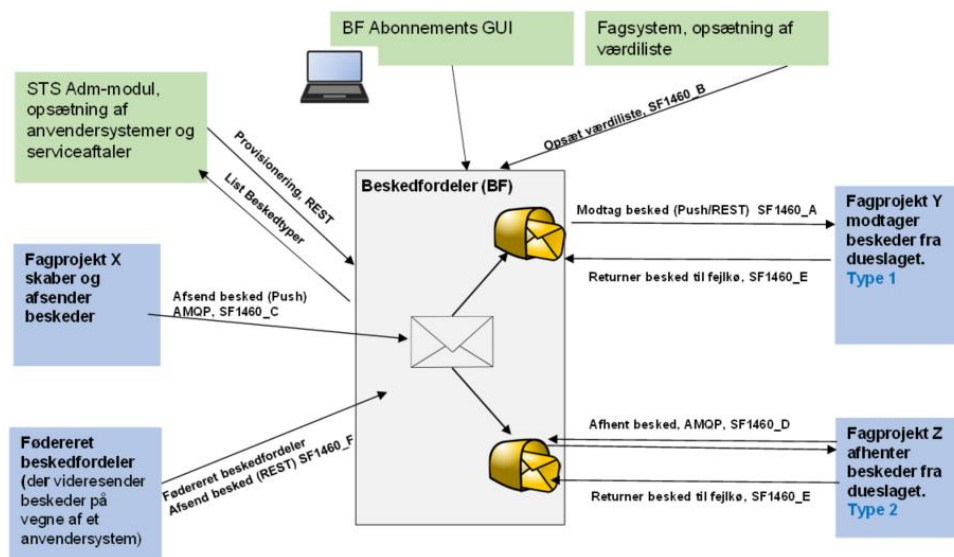 BF Abonnements GUI
Fagsystem, opsætning af
værdiliste
STS Adm-modul,
opsætning af
anvendersystemer og
serviceaftaler
Opsæt værdiliste, SF1460_B
Provisionering, REST
List Beskedtyper
Beskedfordeler (BF)
Modtag besked (Push/REST) SF1460_A
Returner besked til fejlkø, SF1460_E
Fagprojekt Y
modtager
beskeder fra
dueslaget.
Type 1
Fagprojekt X
skaber og
afsender
beskeder
Afsend besked (Push)
AMQP, SF1460_C
Fødereret
beskedfordeler
(der videresender
beskeder på
vegne af et
anvendersystem)
Fødereret beskedfordeler
Afsend besked (REST) SF1460_F
Afhent besked, AMQP, SF1460_D
Returner besked til fejlkø, SF1460_E
Fagprojekt Z
afhenter
beskeder fra
dueslaget.
Type 2